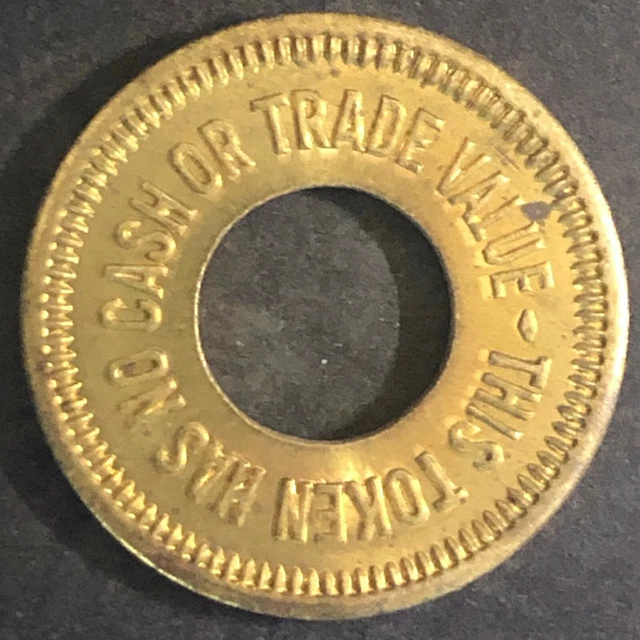 THIS TOKEN HAS NO CASH OR TRADE VALUE -